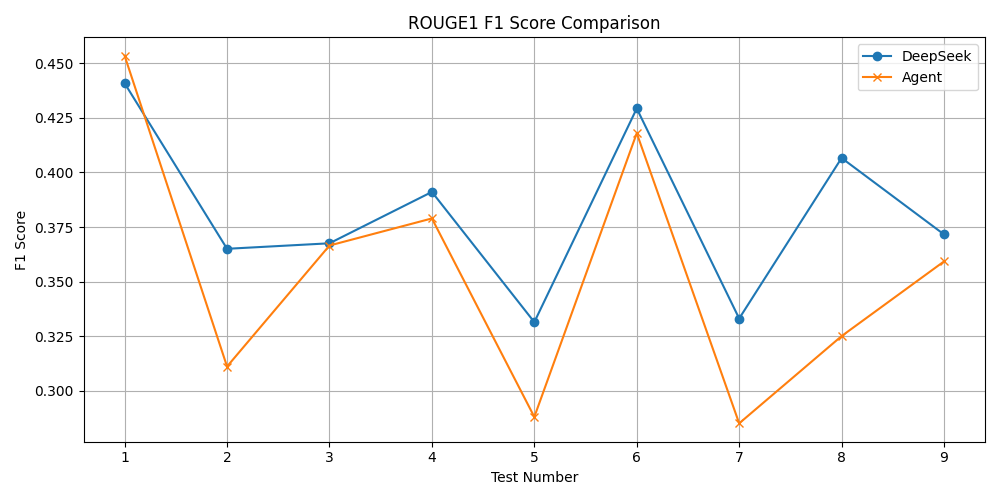 ROUGE1 F1 Score Comparison
DeepSeek
Agent
F1 Score
0.450
0.425
0.400
0.375
0.350
0.325
0.300
1 2 3 4 5 6 7 8 9
Test Number